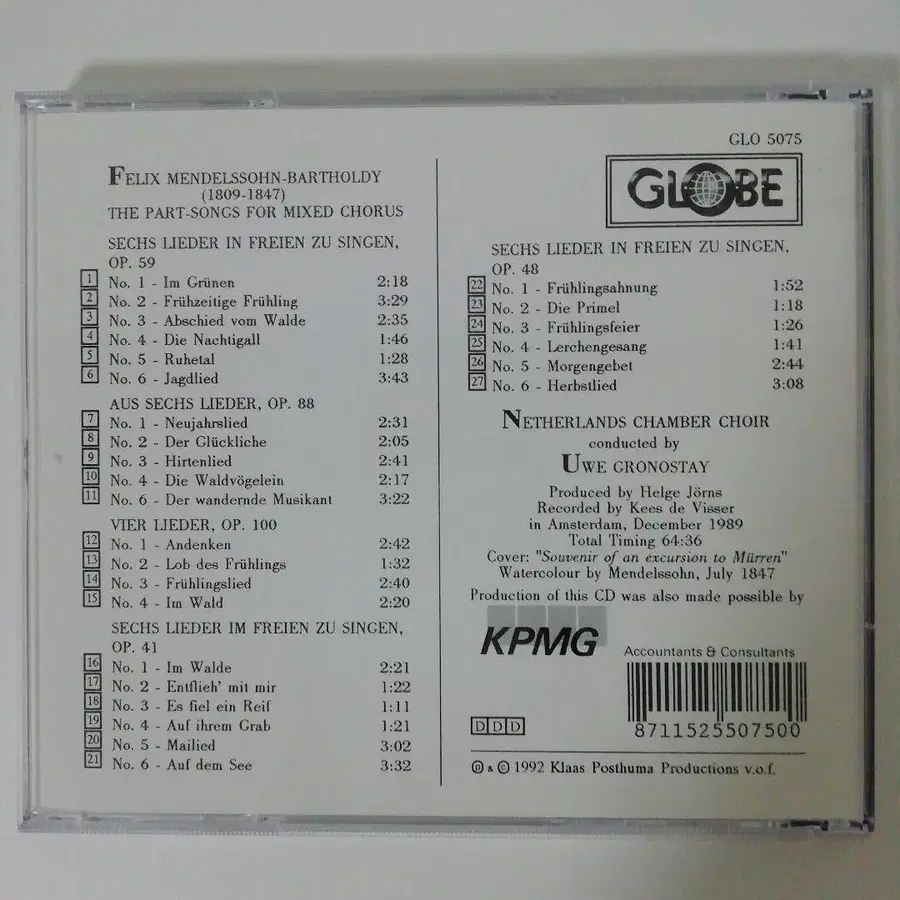 FELIX MENDELSSOHN-BARTHOLDY
(1809-1847)
THE PART-SONGS FOR MIXED CHORUS
SECHS LIEDER IN FREIEN ZU SINGEN,
OP. 59
1 No. 1 - Im Grünen 2:18
2 No. 2 - Frühzeitige Frühling 3:29
3 No. 3 - Abschied vom Walde 2:35
4 No. 4 - Die Nachtigall 1:46
5 No. 5 - Ruhetal 1:28
6 No. 6 - Jagdlied 3:43
AUS SECHS LIEDER, OP. 88
7 No. 1 - Neujahrslied 2:31
8 No. 2 - Der Glückliche 2:05
9 No. 3 - Hirtenlied 2:41
10 No. 4 - Die Waldvögelein 2:17
11 No. 6 - Der wandernde Musikant 3:22
VIER LIEDER, OP. 100
12 No. 1 - Andenken 2:42
13 No. 2 - Lob des Frühlings 1:32
14 No. 3 - Frühlingslied 2:40
15 No. 4 - Im Wald 2:20
SECHS LIEDER IM FREIEN ZU SINGEN,
OP. 41
16 No. 1 - Im Walde 2:21
17 No. 2 - Entflieh' mit mir 1:22
18 No. 3 - Es fiel ein Reif 1:11
19 No. 4 - Auf ihrem Grab 1:21
20 No. 5 - Mailied 3:02
21 No. 6 - Auf dem See 3:32
GLO 5075
GLOBE
SECHS LIEDER IN FREIEN ZU SINGEN,
OP. 48
22 No. 1 - Frühlingsahnung 1:52
23 No. 2 - Die Primel 1:18
24 No. 3 - Frühlingsfeier 1:26
25 No. 4 - Lerchengesang 1:41
26 No. 5 - Morgengebet 2:44
27 No. 6 - Herbstlied 3:08
NETHERLANDS CHAMBER CHOIR
conducted by
UWE GRONOSTAY
Produced by Helge Jörns
Recorded by Kees de Visser
in Amsterdam, December 1989
Total Timing 64:36
Cover: "Souvenir of an excursion to Mürren"
Watercolour by Mendelssohn, July 1847
Production of this CD was also made possible by
KPMG
Accountants & Consultants
8711525507500
DDD
℗ & © 1992 Klaas Posthuma Productions v.o.f.